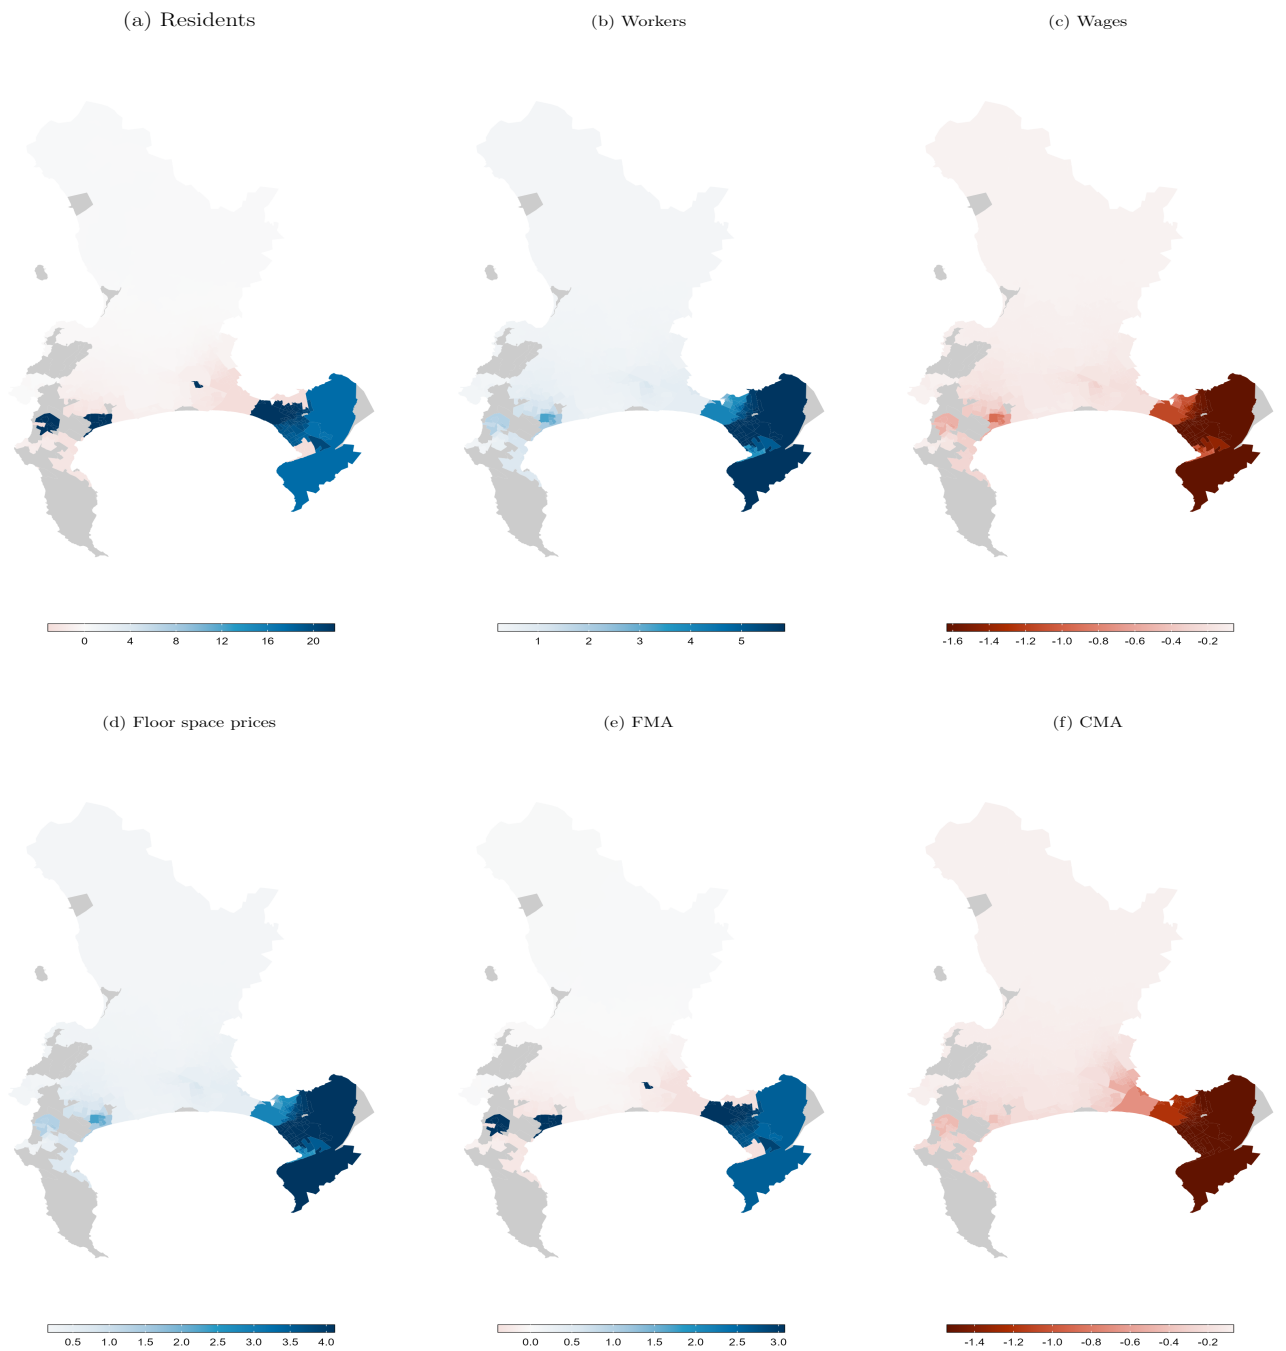 (a) Residents
(b) Workers
(c) Wages
0 4 8 12 16 20
1 2 3 4 5
-1.6 -1.4 -1.2 -1.0 -0.8 -0.6 -0.4 -0.2
(d) Floor space prices
(e) FMA
(f) CMA
0.5 1.0 1.5 2.0 2.5 3.0 3.5 4.0
0.0 0.5 1.0 1.5 2.0 2.5 3.0
-1.4 -1.2 -1.0 -0.8 -0.6 -0.4 -0.2